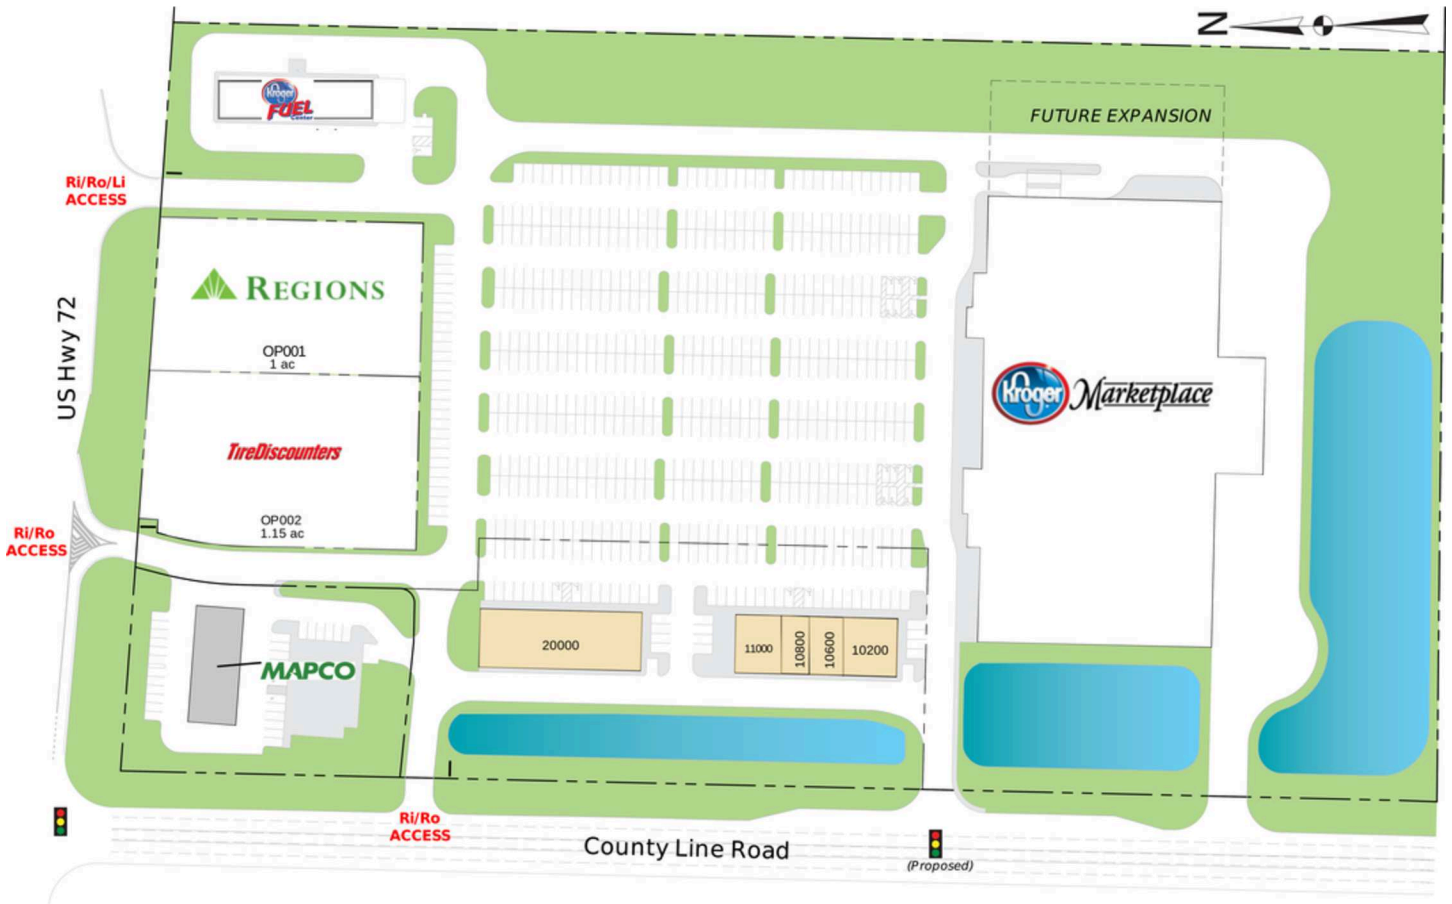 N
Kroger
FUEL
Center
FUTURE EXPANSION
Ri/Ro/Li
ACCESS
REGIONS
OP001
1 ac
US Hwy 72
Kroger Marketplace
TIREDISCOUNTERS
OP002
1.15 ac
Ri/Ro
ACCESS
20000
11000
10800
10600
10200
MAPCO
Ri/Ro
ACCESS
County Line Road
(Proposed)